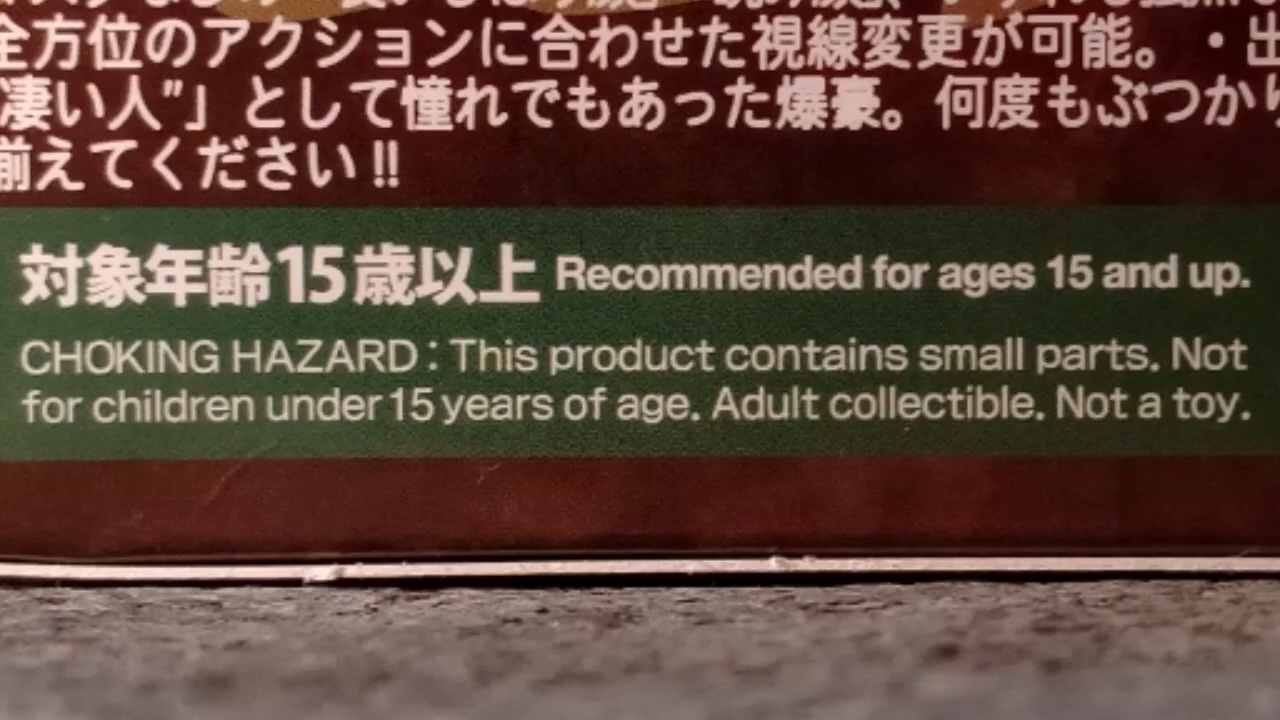 全方位のアクションに合わせた視線変更が可能。・出
凄い人”」として憧れでもあった爆豪。何度もぶつかり
揃えてください!!
対象年齢15歳以上 Recommended for ages 15 and up.
CHOKING HAZARD : This product contains small parts. Not
for children under 15 years of age. Adult collectible. Not a toy.